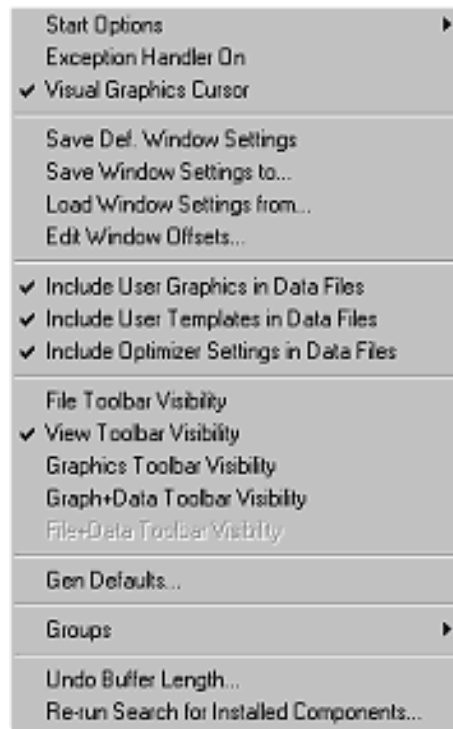 Start Options
Exception Handler On
Visual Graphics Cursor
Save Def. Window Settings
Save Window Settings to...
Load Window Settings from...
Edit Window Offsets...
Include User Graphics in Data Files
Include User Templates in Data Files
Include Optimizer Settings in Data Files
File Toolbar Visibility
View Toolbar Visibility
Graphics Toolbar Visibility
Graph+Data Toolbar Visibility
File+Data Toolbar Visibility
Gen Defaults...
Groups
Undo Buffer Length...
Re-run Search for Installed Components...